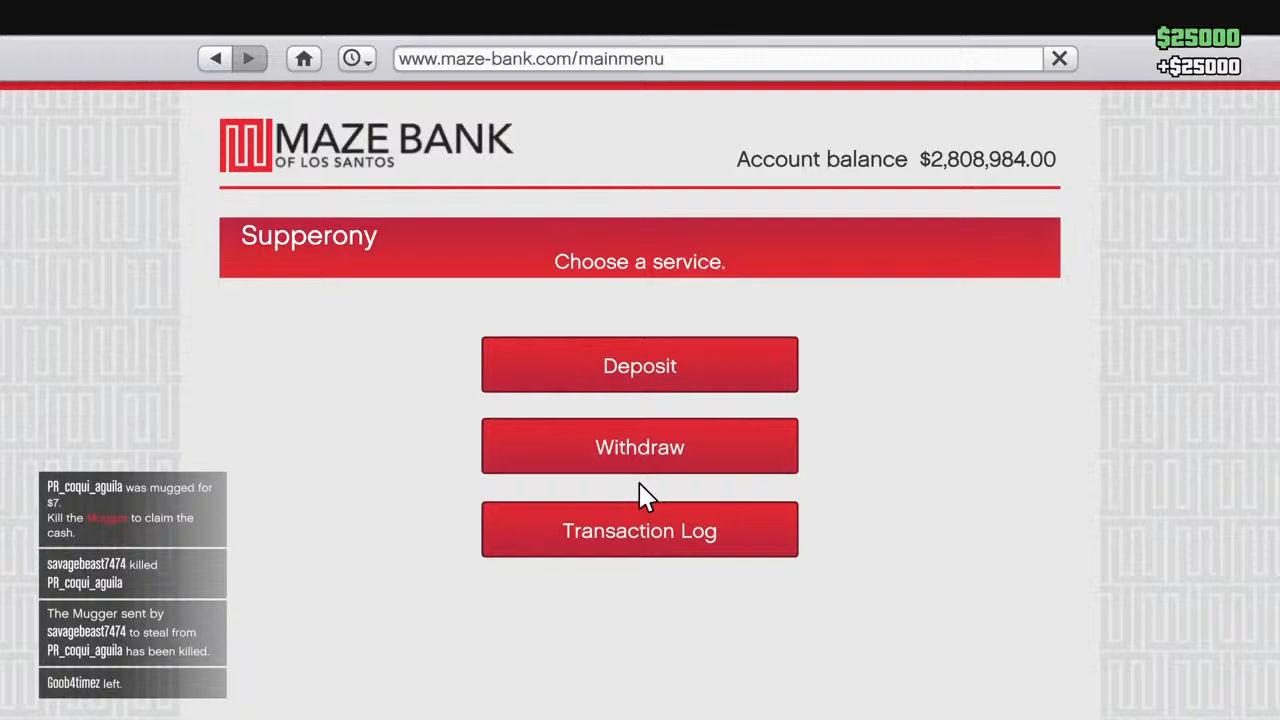 $25000
+$25000
www.maze-bank.com/mainmenu
MAZE BANK
OF LOS SANTOS
Account balance $2,808,984.00
Supperony
Choose a service.
Deposit
Withdraw
Transaction Log
PR_coqui_aguila was mugged for
$7.
Kill the Mugger to claim the
cash.
savagebeast7474 killed
PR_coqui_aguila
The Mugger sent by
savagebeast7474 to steal from
PR_coqui_aguila has been killed.
Goob4timez left.